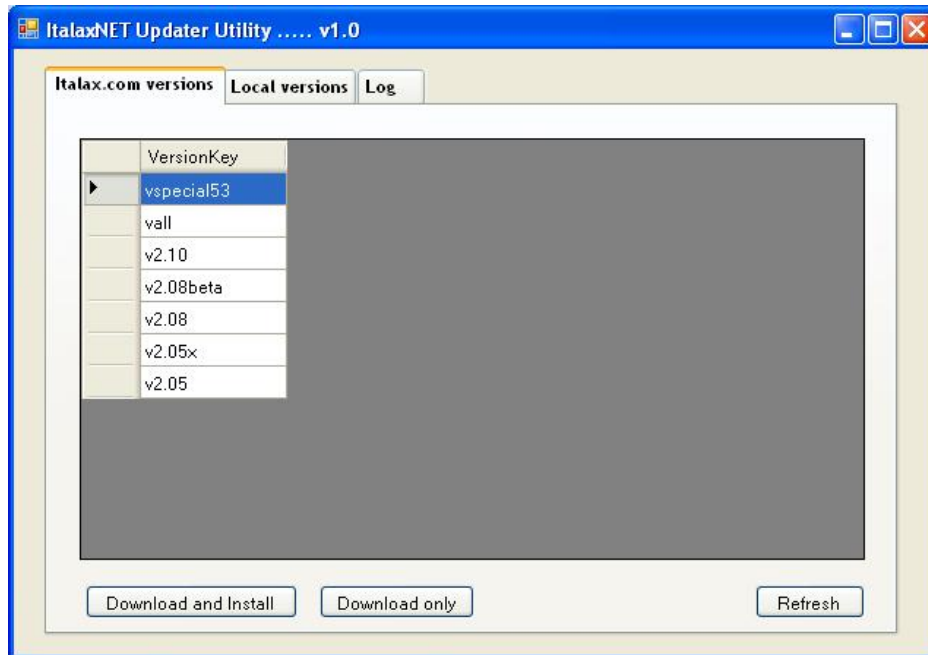 ItalaxNET Updater Utility ..... v1.0
Italax.com versions Local versions Log
VersionKey
vspecial53
vall
v2.10
v2.08beta
v2.08
v2.05x
v2.05
Download and Install Download only Refresh